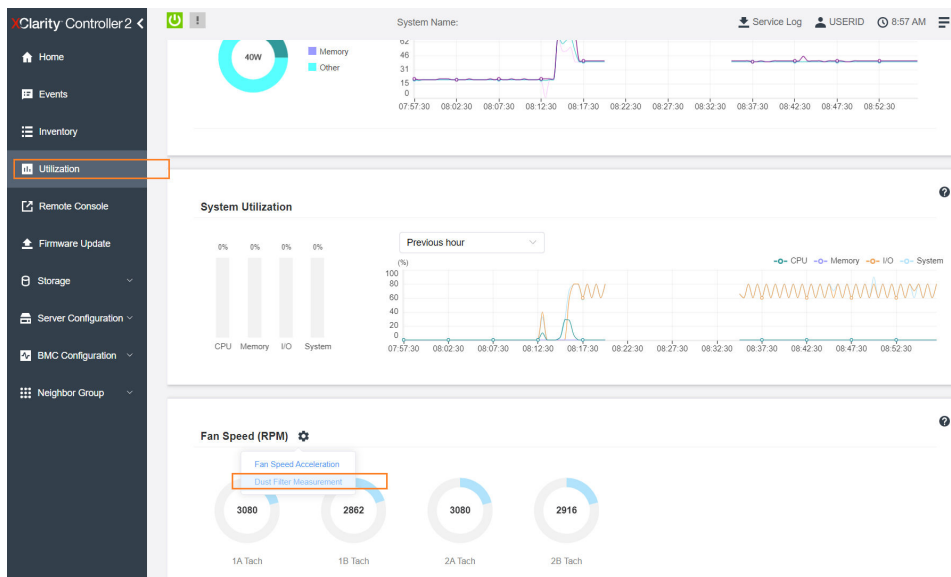 XClarity Controller 2
System Name:
Service Log
USERID
8:57 AM
Home
Events
Inventory
Utilization
Remote Console
Firmware Update
Storage
Server Configuration
BMC Configuration
Neighbor Group
40W
Memory
Other
62
46
31
15
0
07:57:30 08:02:30 08:07:30 08:12:30 08:17:30 08:22:30 08:27:30 08:32:30 08:37:30 08:42:30 08:47:30 08:52:30
System Utilization
0% 0% 0% 0%
CPU Memory I/O System
Previous hour
(%)
CPU Memory I/O System
100
80
60
40
20
0
07:57:30 08:02:30 08:07:30 08:12:30 08:17:30 08:22:30 08:27:30 08:32:30 08:37:30 08:42:30 08:47:30 08:52:30
Fan Speed (RPM)
Fan Speed Acceleration
Dust Filter Measurement
3080 2862 3080 2916
1A Tach 1B Tach 2A Tach 2B Tach